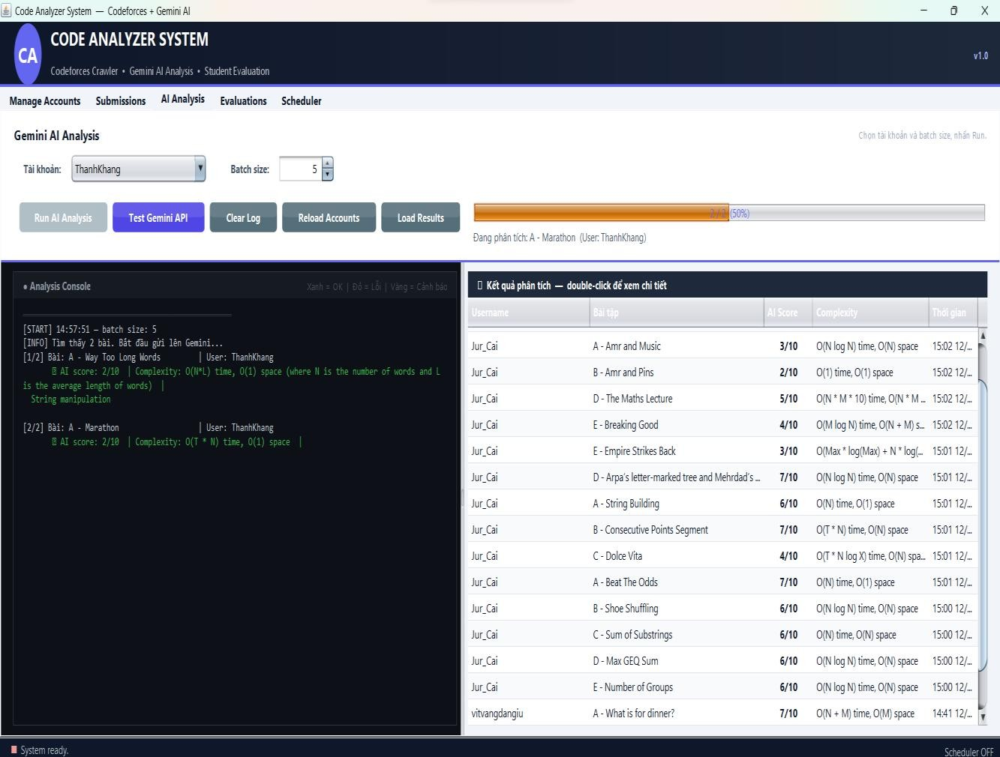 Code Analyzer System — Codeforces + Gemini AI
CA
CODE ANALYZER SYSTEM
Codeforces Crawler • Gemini AI Analysis • Student Evaluation
v1.0
Manage Accounts Submissions AI Analysis Evaluations Scheduler
Gemini AI Analysis
Chọn tài khoản và batch size, nhấn Run.
Tài khoản: ThanhKhang Batch size: 5
Run AI Analysis Test Gemini API Clear Log Reload Accounts Load Results
2 / 2 (50%)
Đang phân tích: A - Marathon (User: ThanhKhang)
● Analysis Console Xanh = OK | Đỏ = Lỗi | Vàng = Cảnh báo
[START] 14:57:51 — batch size: 5
[INFO] Tìm thấy 2 bài. Bắt đầu gửi lên Gemini...
[1/2] Bài: A - Way Too Long Words | User: ThanhKhang
AI score: 2/10 | Complexity: O(N*L) time, O(1) space (where N is the number of words and L
is the average length of words) |
String manipulation
[2/2] Bài: A - Marathon | User: ThanhKhang
AI score: 2/10 | Complexity: O(T * N) time, O(1) space |
Kết quả phân tích — double-click để xem chi tiết
Username Bài tập AI Score Complexity Thời gian
Jur_Cai A - Amr and Music 3/10 O(N log N) time, O(N) space 15:02 12/...
Jur_Cai B - Amr and Pins 2/10 O(1) time, O(1) space 15:02 12/...
Jur_Cai D - The Maths Lecture 5/10 O(N * M * 10) time, O(N * M ... 15:02 12/...
Jur_Cai E - Breaking Good 4/10 O(M log N) time, O(N + M) s... 15:02 12/...
Jur_Cai E - Empire Strikes Back 3/10 O(Max * log(Max) + N * log(... 15:01 12/...
Jur_Cai D - Arpa's letter-marked tree and Mehrdad's ... 7/10 O(N log N) time, O(N) space 15:01 12/...
Jur_Cai A - String Building 6/10 O(N) time, O(1) space 15:01 12/...
Jur_Cai B - Consecutive Points Segment 7/10 O(T * N) time, O(N) space 15:01 12/...
Jur_Cai C - Dolce Vita 4/10 O(T * N log X) time, O(N) spa... 15:01 12/...
Jur_Cai A - Beat The Odds 7/10 O(N) time, O(1) space 15:01 12/...
Jur_Cai B - Shoe Shuffling 6/10 O(N log N) time, O(N) space 15:00 12/...
Jur_Cai C - Sum of Substrings 6/10 O(N) time, O(N) space 15:00 12/...
Jur_Cai D - Max GEQ Sum 6/10 O(N log N) time, O(N) space 15:00 12/...
Jur_Cai E - Number of Groups 6/10 O(N log N) time, O(N) space 15:00 12/...
vitvangdangiu A - What is for dinner? 7/10 O(N + M) time, O(M) space 14:41 12/...
System ready.
Scheduler OFF